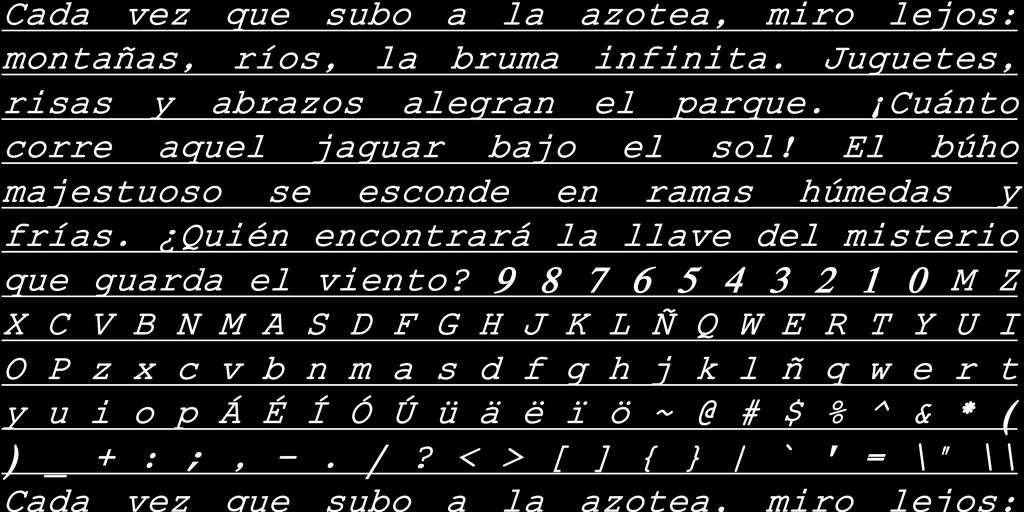 Cada vez que subo a la azotea, miro lejos:
montañas, ríos, la bruma infinita. Juguetes,
risas y abrazos alegran el parque. ¡Cuánto
corre aquel jaguar bajo el sol! El búho
majestuoso se esconde en ramas húmedas y
frías. ¿Quién encontrará la llave del misterio
que guarda el viento? 9 8 7 6 5 4 3 2 1 0 M Z
X C V B N M A S D F G H J K L Ñ Q W E R T Y U I
O P z x c v b n m a s d f g h j k l ñ q w e r t
y u i o p Á É Í Ó Ú ü ä ë ï ö ~ @ # $ % ^ & * (
) _ + : ; , - . / ? < > [ ] { } | ` ' = \" \\
Cada vez que subo a la azotea, miro lejos: